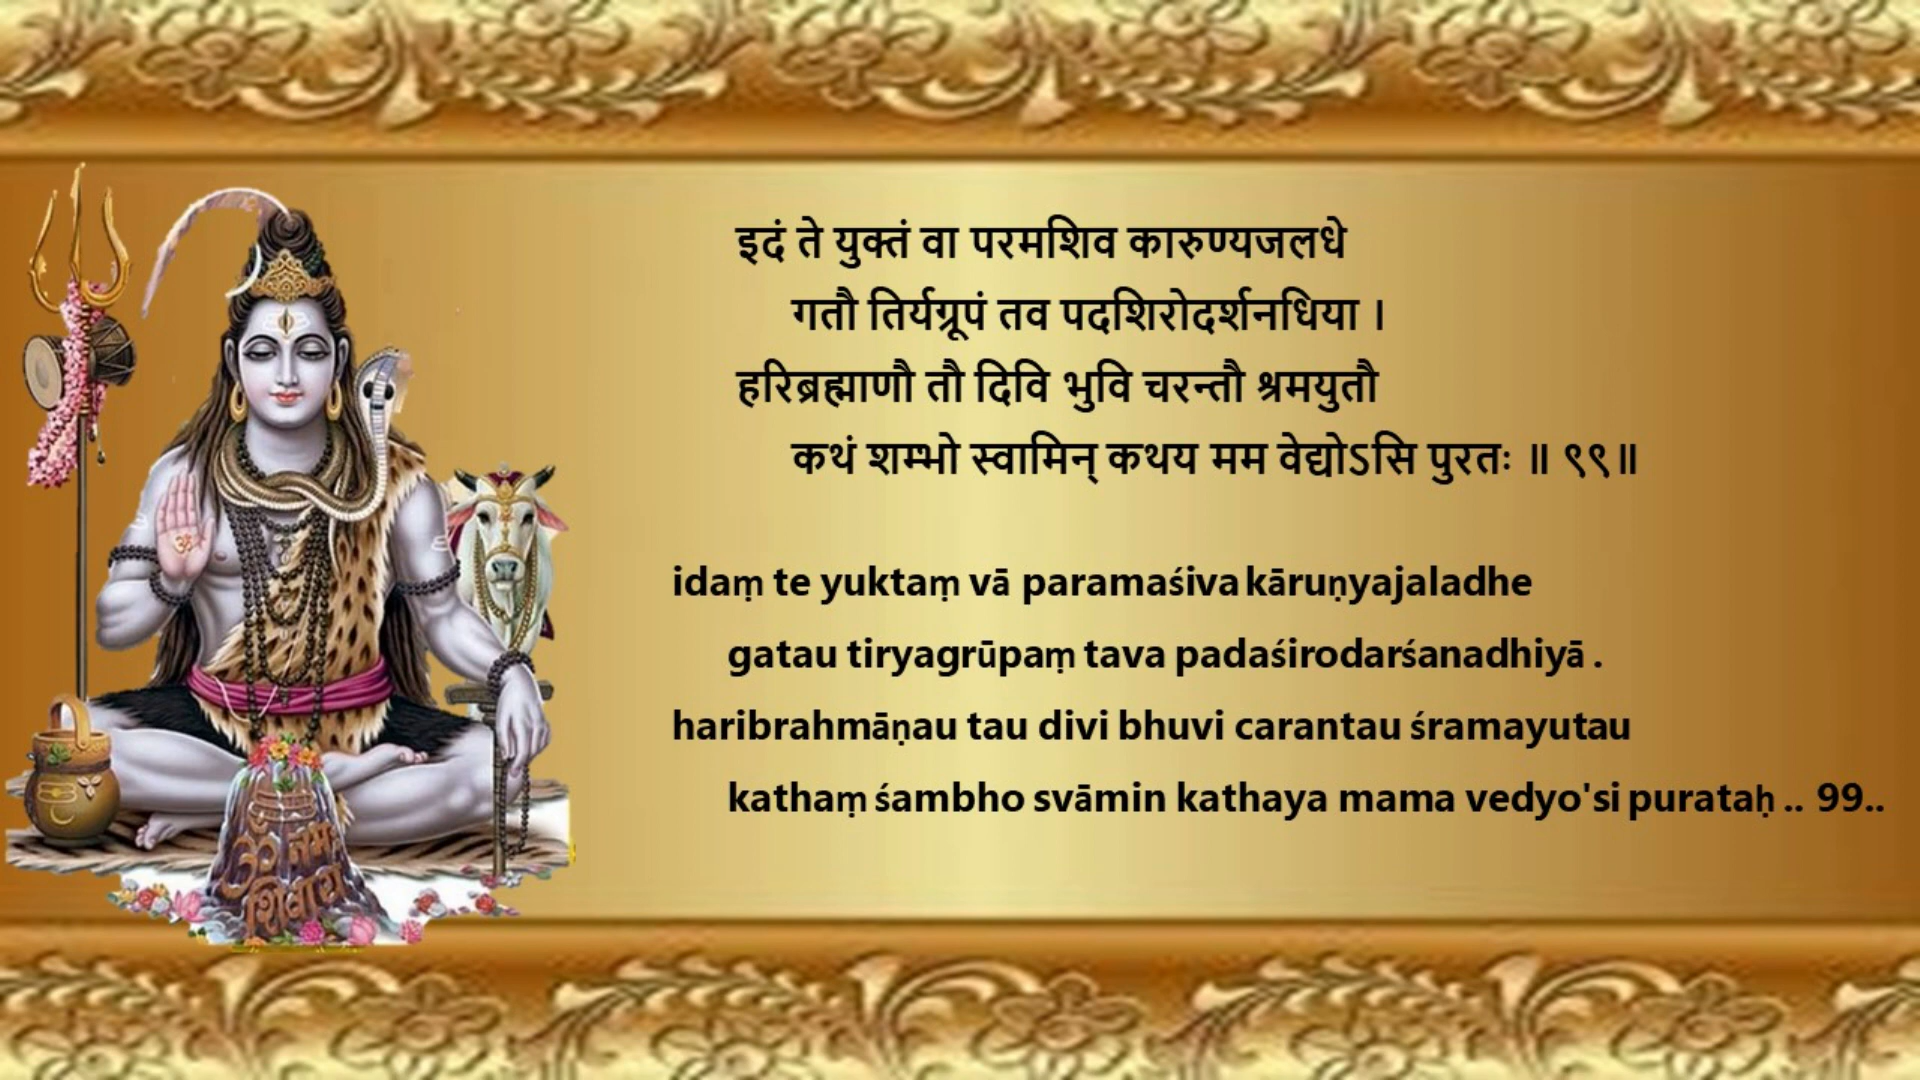 इदं ते युक्तं वा परमशिव कारुण्यजलधे
गतौ तिर्यग्रूपं तव पदशिरोदर्शनधिया ।
हरिब्रह्माणौ तौ दिवि भुवि चरन्तौ श्रमयुतौ
कथं शम्भो स्वामिन् कथय मम वेद्योऽसि पुरतः ॥ ९९॥
idaṃ te yuktaṃ vā paramaśiva kāruṇyajaladhe
gatau tiryagrūpaṃ tava padaśirodarśanadhiyā .
haribrahmāṇau tau divi bhuvi carantau śramayutau
kathaṃ śambho svāmin kathaya mama vedyo'si purataḥ .. 99..
ॐ नमः
शिवाय